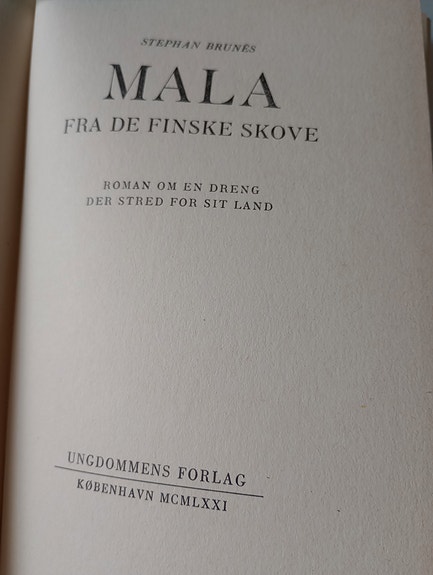 STEPHAN BRUNÈS
MALA
FRA DE FINSKE SKOVE
ROMAN OM EN DRENG
DER STRED FOR SIT LAND
UNGDOMMENS FORLAG
KØBENHAVN MCMLXXI